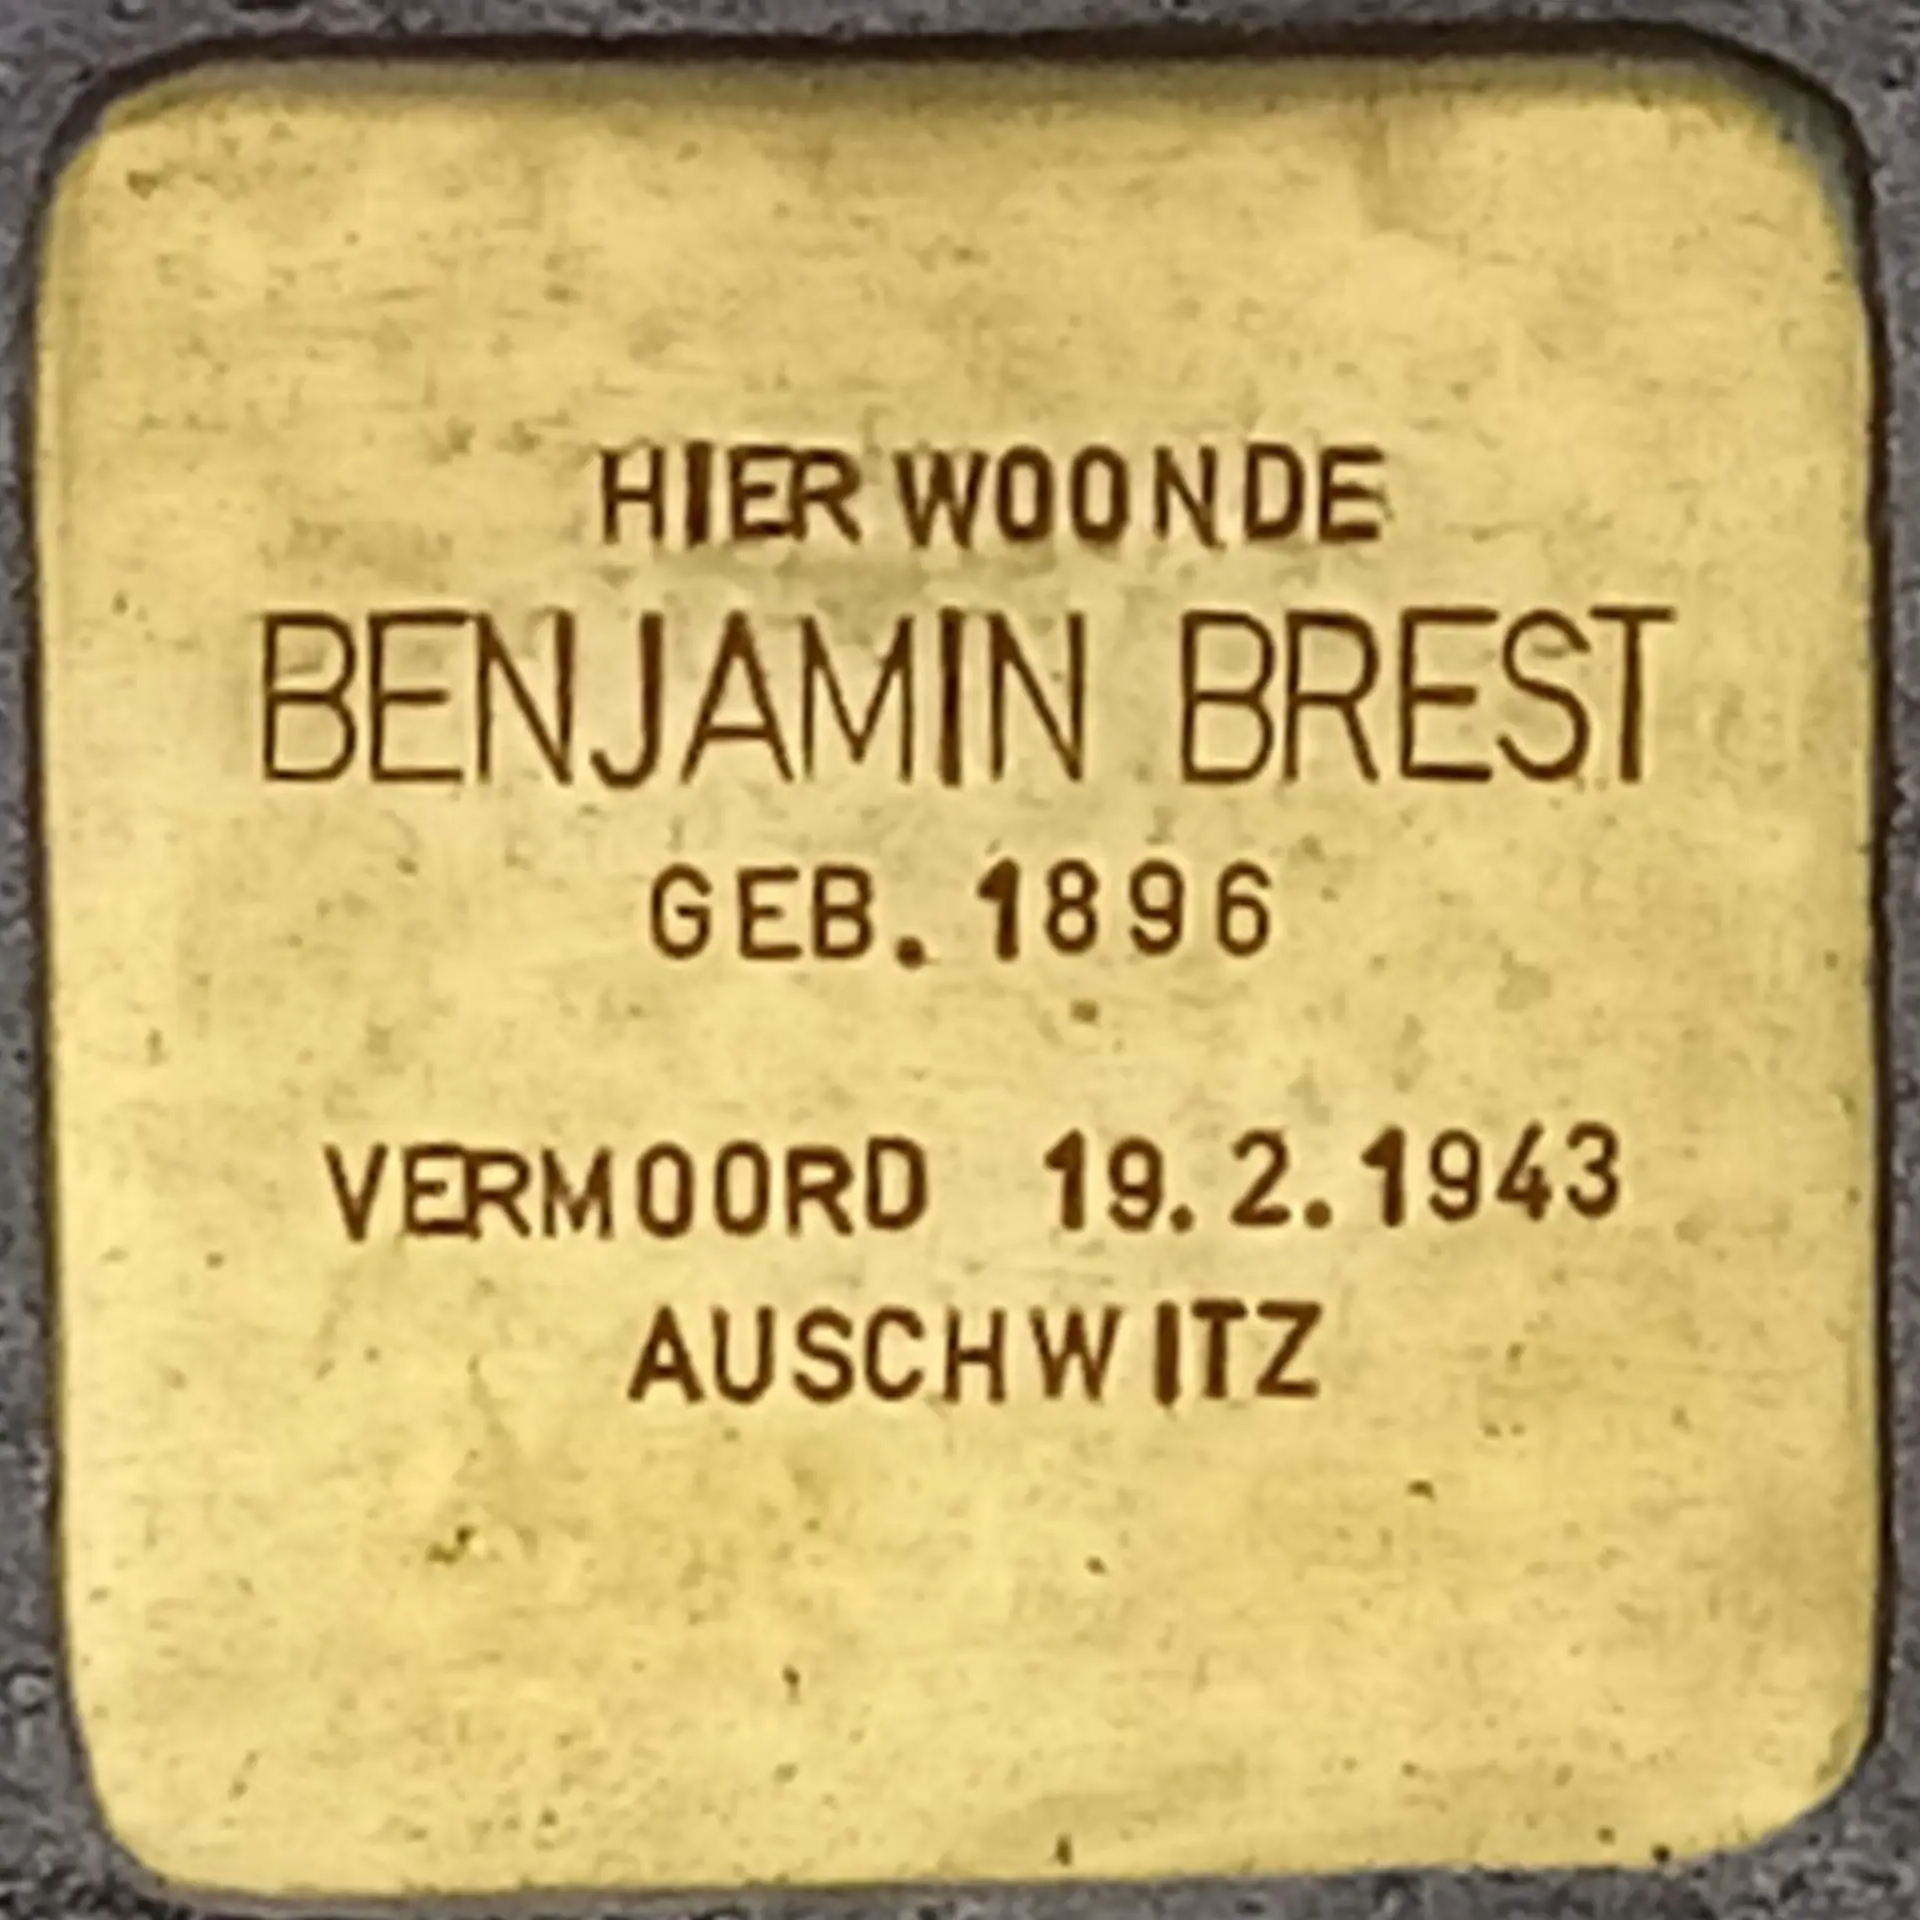 HIER WOONDE
BENJAMIN BREST
GEB. 1896
VERMOORD 19.2.1943
AUSCHWITZ